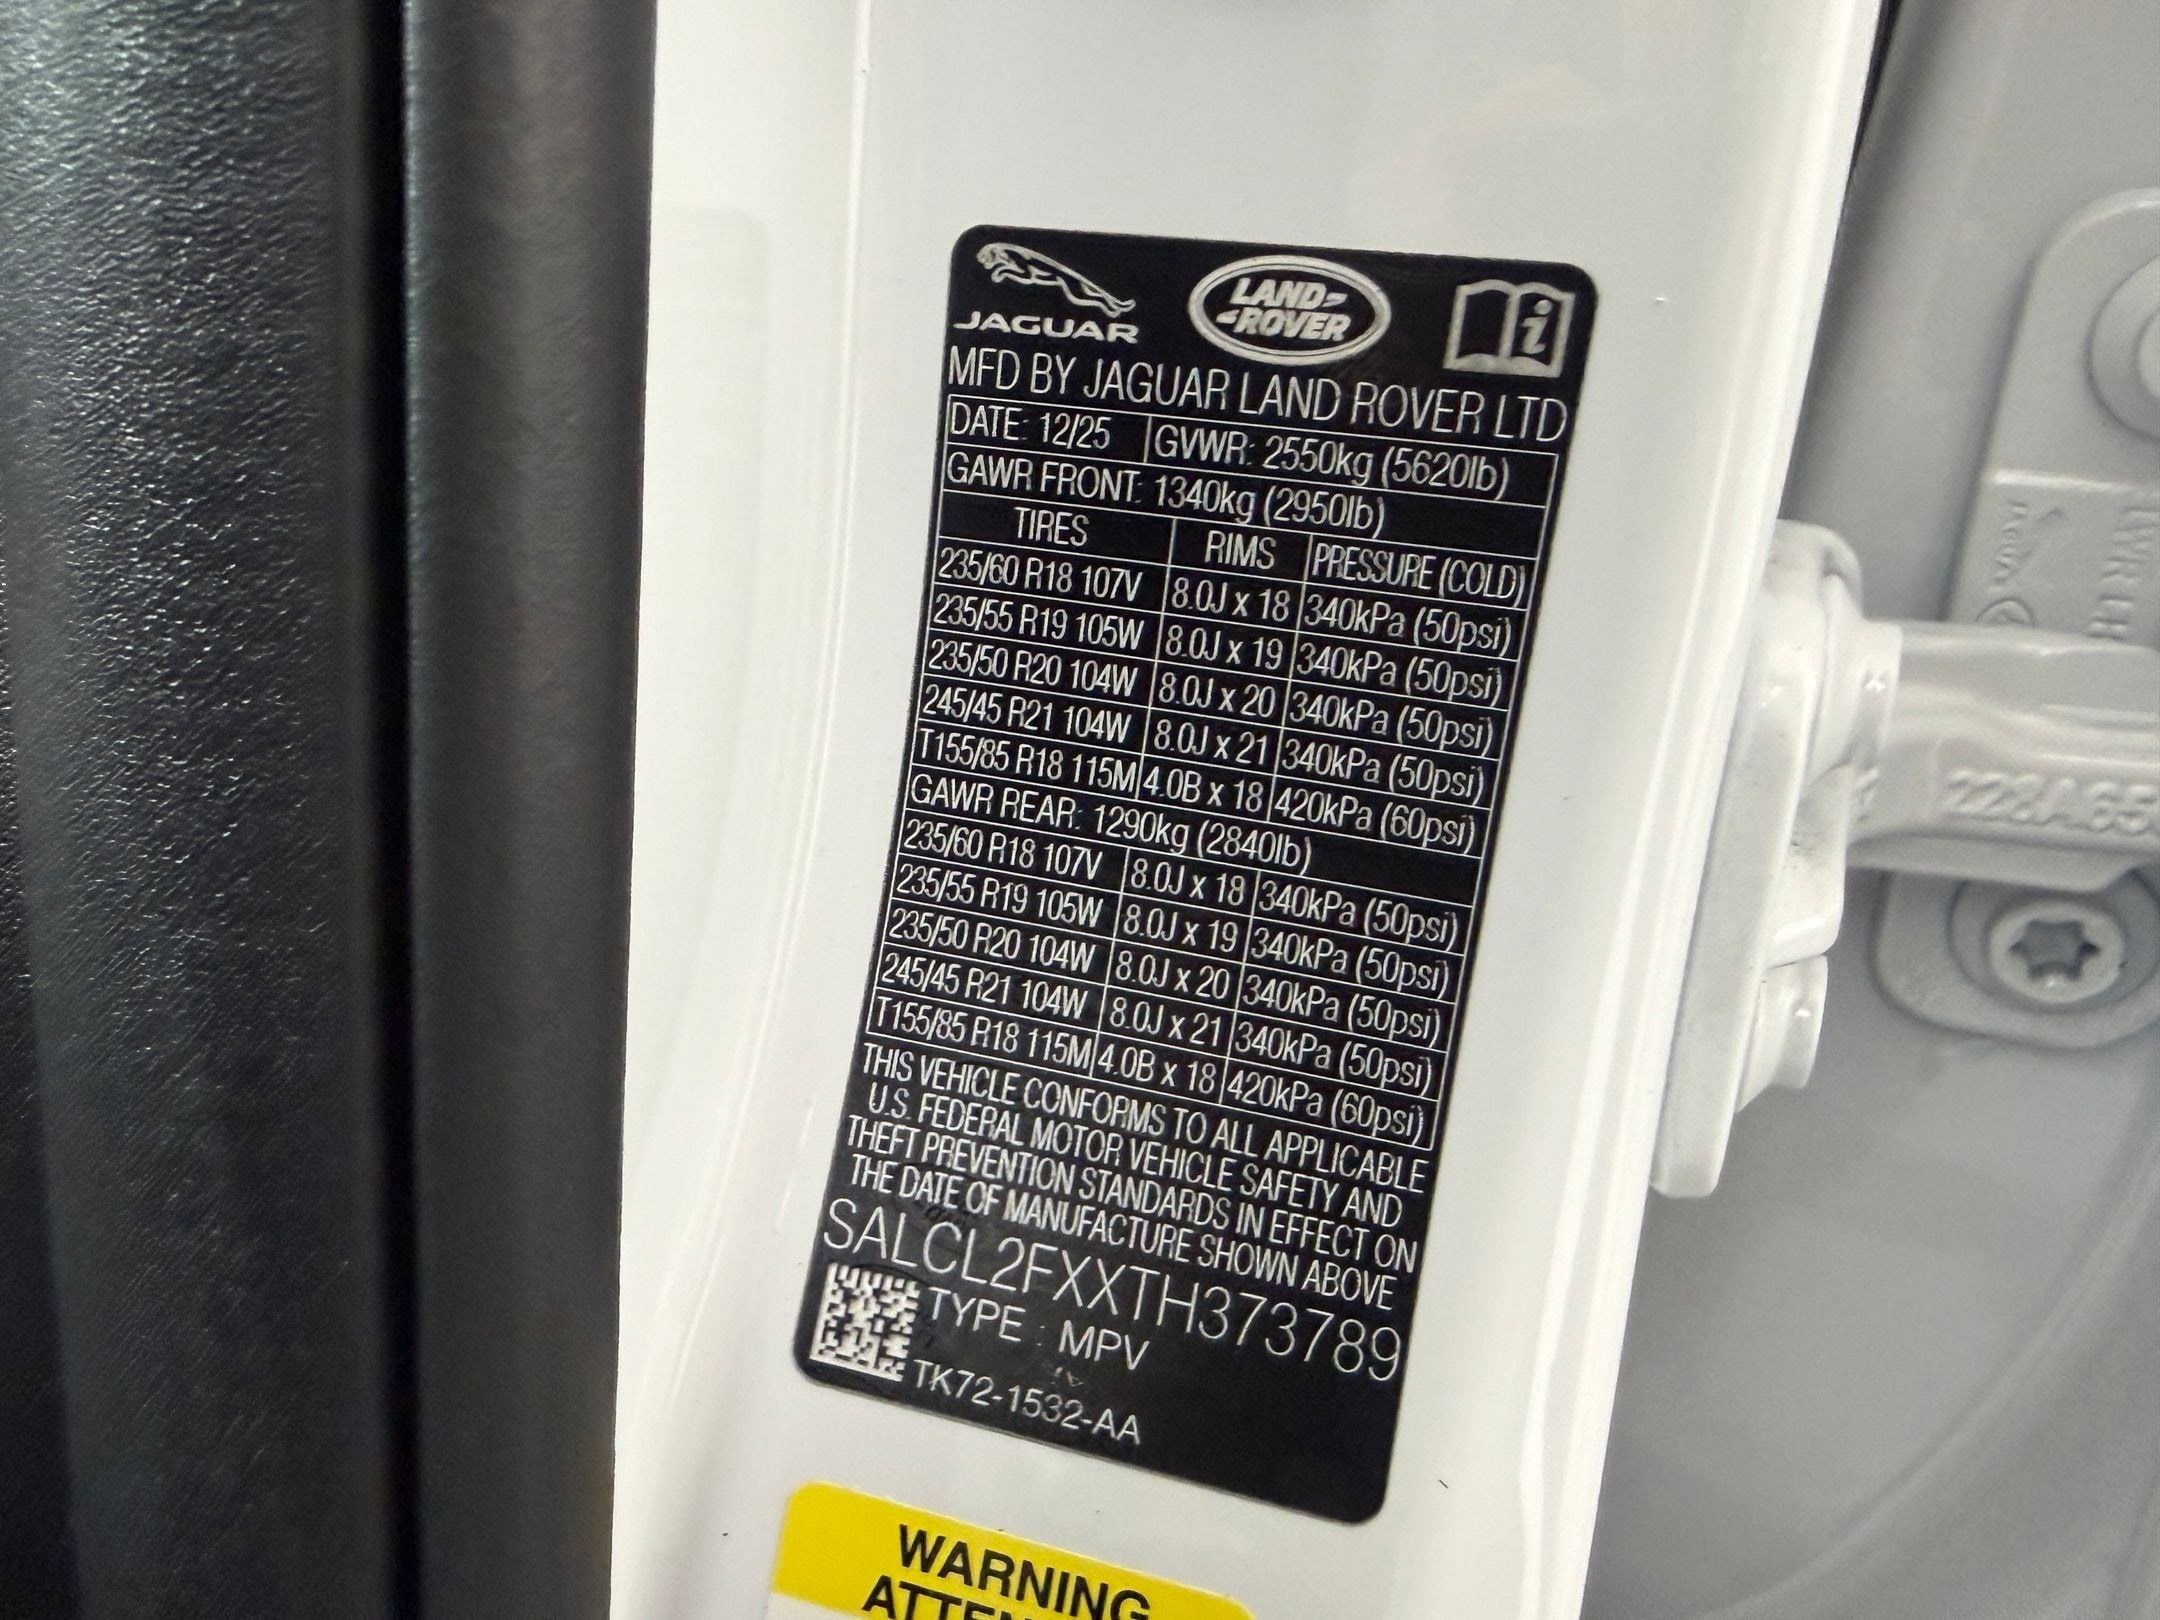 JAGUAR
LAND ROVER
i
MFD BY JAGUAR LAND ROVER LTD
DATE: 12/25 GVWR: 2550kg (5620lb)
GAWR FRONT: 1340kg (2950lb)
TIRES RIMS PRESSURE (COLD)
235/60 R18 107V 8.0J x 18 340kPa (50psi)
235/55 R19 105W 8.0J x 19 340kPa (50psi)
235/50 R20 104W 8.0J x 20 340kPa (50psi)
245/45 R21 104W 8.0J x 21 340kPa (50psi)
T155/85 R18 115M 4.0B x 18 420kPa (60psi)
GAWR REAR: 1290kg (2840lb)
235/60 R18 107V 8.0J x 18 340kPa (50psi)
235/55 R19 105W 8.0J x 19 340kPa (50psi)
235/50 R20 104W 8.0J x 20 340kPa (50psi)
245/45 R21 104W 8.0J x 21 340kPa (50psi)
T155/85 R18 115M 4.0B x 18 420kPa (60psi)
THIS VEHICLE CONFORMS TO ALL APPLICABLE
U.S. FEDERAL MOTOR VEHICLE SAFETY AND
THEFT PREVENTION STANDARDS IN EFFECT ON
THE DATE OF MANUFACTURE SHOWN ABOVE
SALCL2FXXTH373789
TYPE : MPV
TK72-1532-AA
WARNING